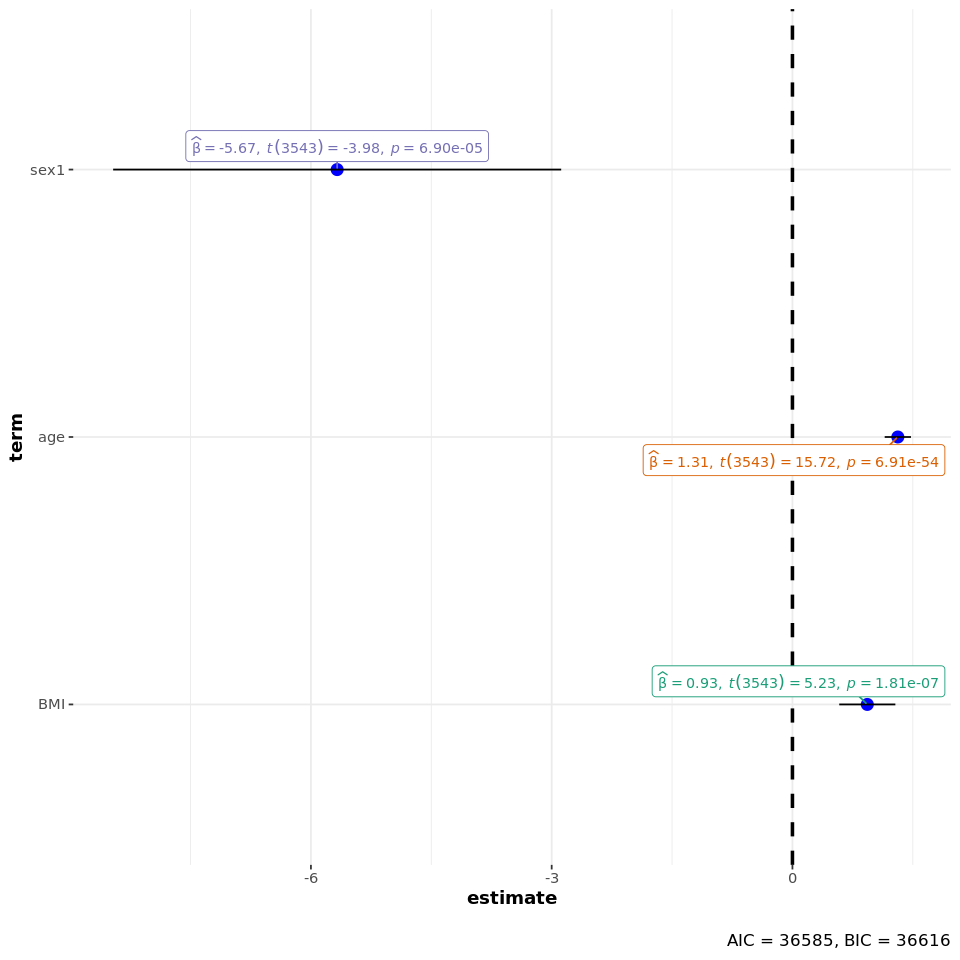 sex1
β̂ = -5.67, t(3543) = -3.98, p = 6.90e-05
term
age
β̂ = 1.31, t(3543) = 15.72, p = 6.91e-54
β̂ = 0.93, t(3543) = 5.23, p = 1.81e-07
BMI
-6 -3 0
estimate
AIC = 36585, BIC = 36616